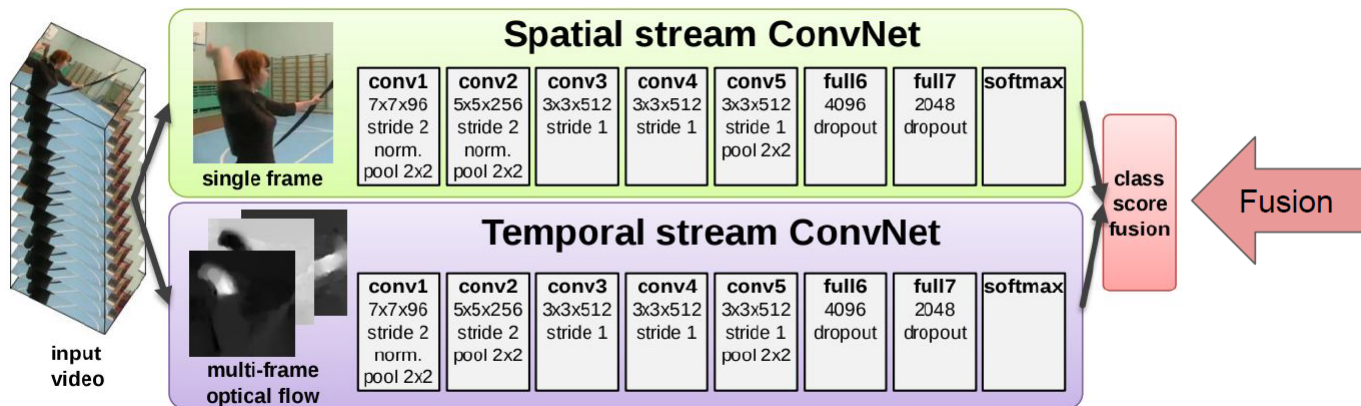 Spatial stream ConvNet
conv1
7x7x96
stride 2
norm.
pool 2x2
conv2
5x5x256
stride 2
norm.
pool 2x2
conv3
3x3x512
stride 1
conv4
3x3x512
stride 1
conv5
3x3x512
stride 1
pool 2x2
full6
4096
dropout
full7
2048
dropout
softmax
single frame
Temporal stream ConvNet
conv1
7x7x96
stride 2
norm.
pool 2x2
conv2
5x5x256
stride 2
pool 2x2
conv3
3x3x512
stride 1
conv4
3x3x512
stride 1
conv5
3x3x512
stride 1
pool 2x2
full6
4096
dropout
full7
2048
dropout
softmax
multi-frame
optical flow
input
video
class
score
fusion
Fusion